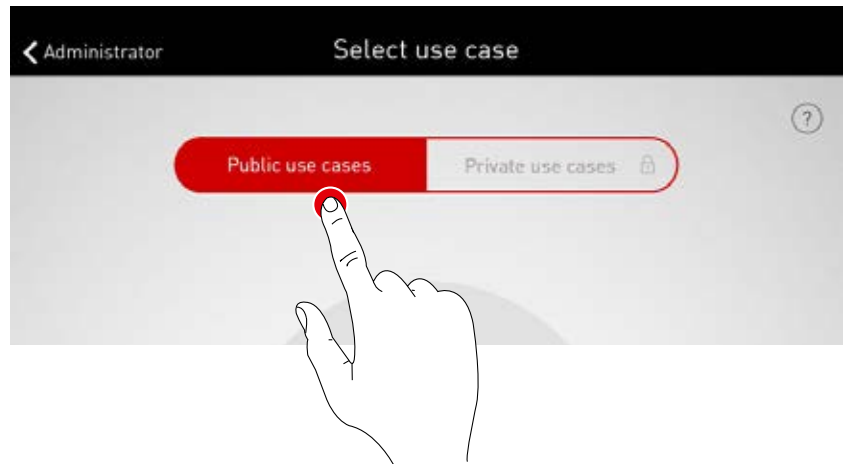 Administrator
Select use case
?
Public use cases
Private use cases